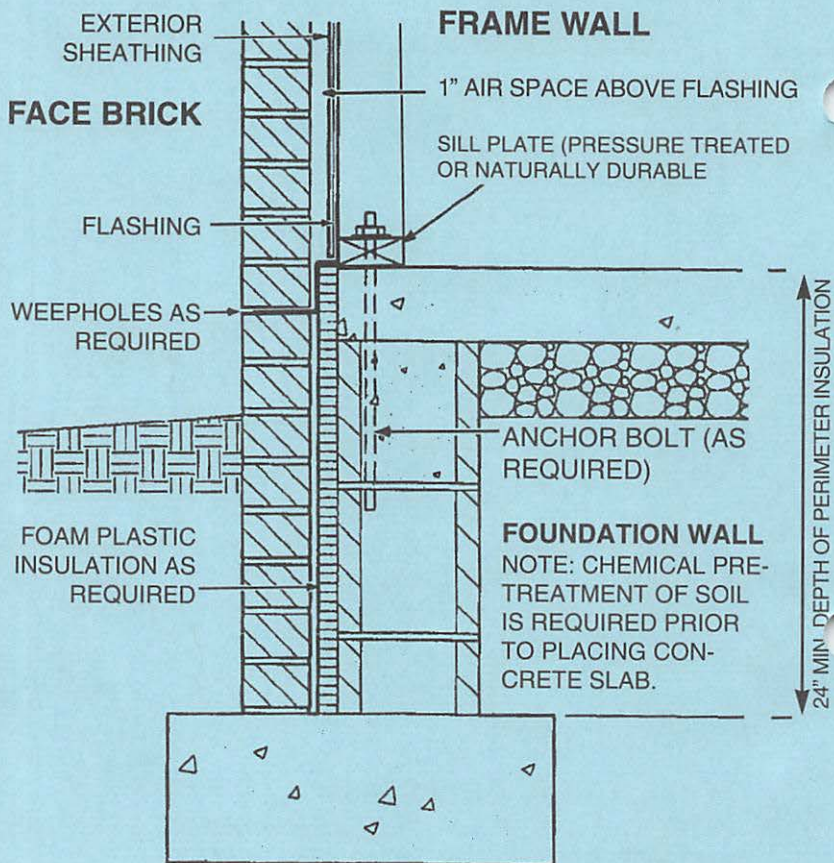 EXTERIOR
SHEATHING
FRAME WALL
1" AIR SPACE ABOVE FLASHING
FACE BRICK
SILL PLATE (PRESSURE TREATED
OR NATURALLY DURABLE
FLASHING
WEEPHOLES AS
REQUIRED
ANCHOR BOLT (AS
REQUIRED)
FOAM PLASTIC
INSULATION AS
REQUIRED
FOUNDATION WALL
NOTE: CHEMICAL PRE-
TREATMENT OF SOIL
IS REQUIRED PRIOR
TO PLACING CON-
CRETE SLAB.
24" MIN. DEPTH OF PERIMETER INSULATION